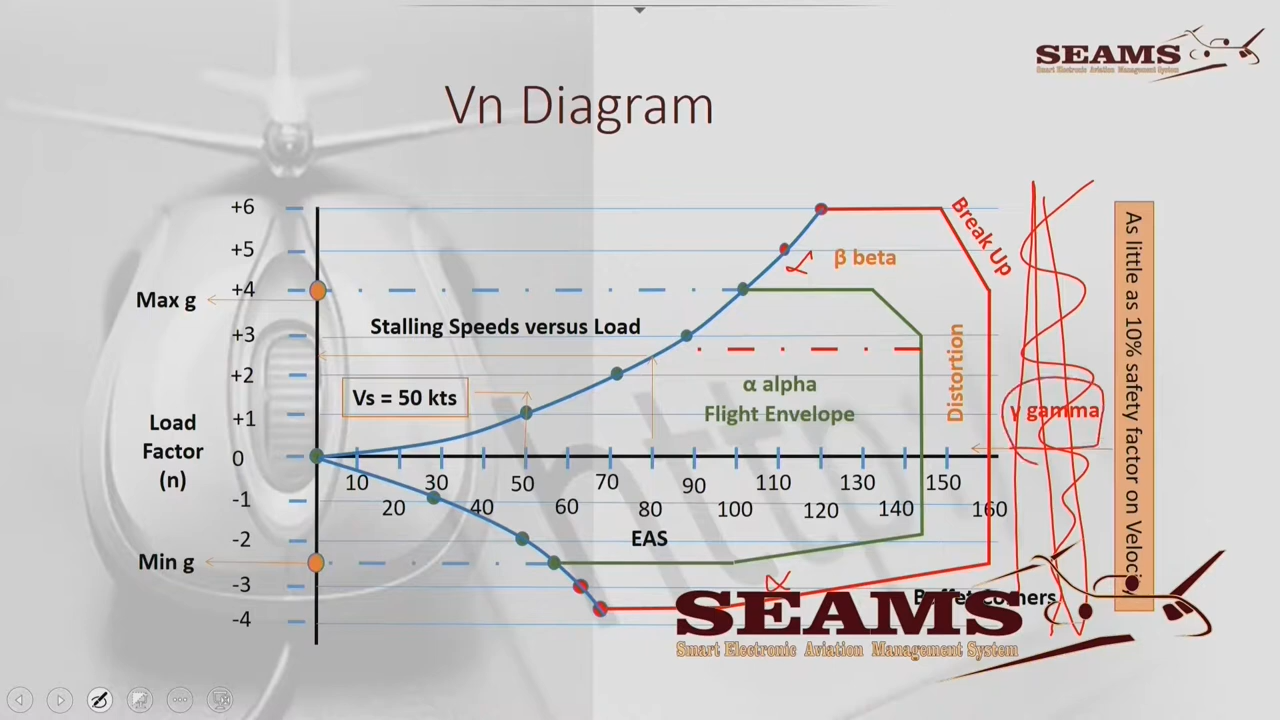 SEAMS
Smart Electronic Aviation Management System
Vn Diagram
+6
+5
+4
+3
+2
+1
0
-1
-2
-3
-4
Max g
Min g
Load
Factor
(n)
Stalling Speeds versus Load
Vs = 50 kts
β beta
Break Up
Distortion
α alpha
Flight Envelope
γ gamma
As little as 10% safety factor on
10 30 50 70 90 110 130 150
20 40 60 80 100 120 140 160
EAS
α
SEAMS
Smart Electronic Aviation Management System